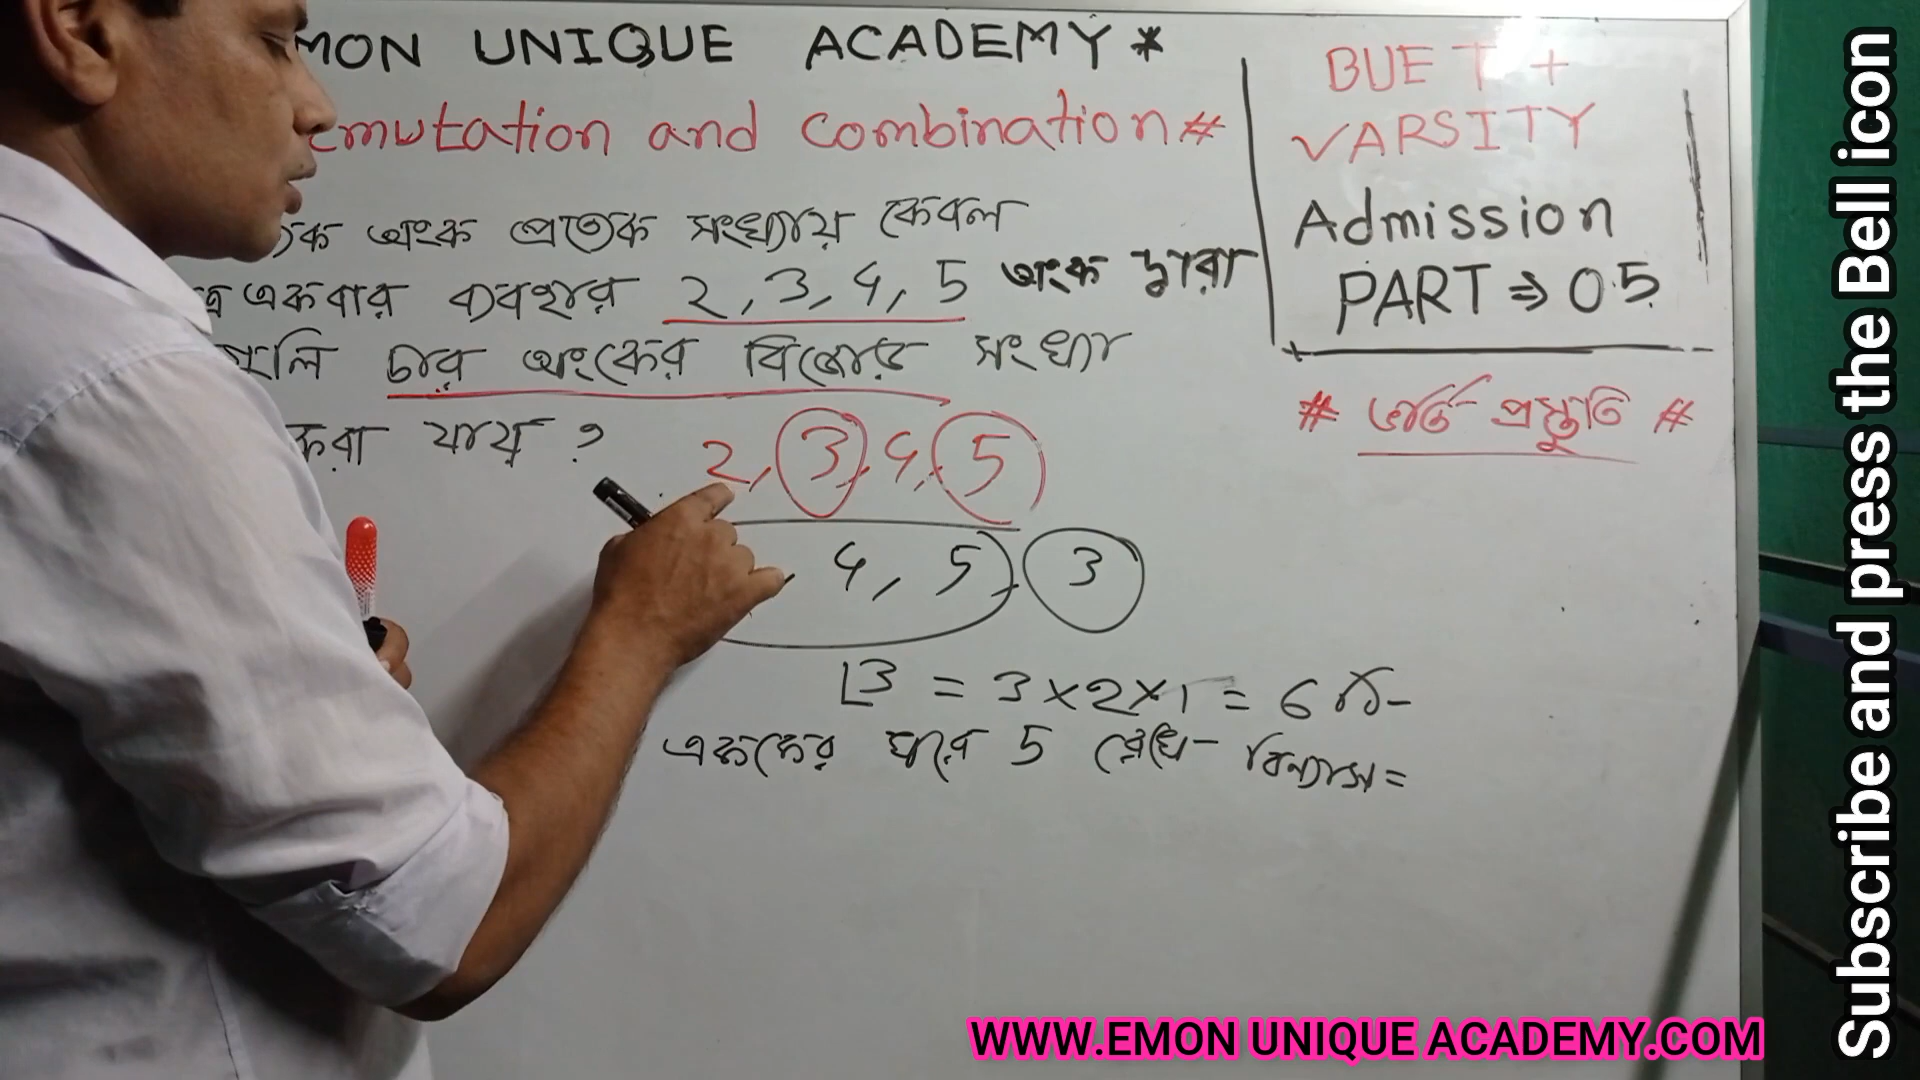 MON UNIQUE ACADEMY *
mutation and combination #
অংক প্রত্যেক সংখ্যায় কেবল
একবার ব্যবহার 2, 3, 4, 5 অংক দ্বারা
চার অংকের বিজোড় সংখ্যা
করা যায় ?
2, 3, 4, 5
4, 5, 3
⌊3 = 3×2×1 = 6 টি
এককের ঘরে 5 রেখে বিন্যাস =
BUET +
VARSITY
Admission
PART ⇒ 05
# ভর্তি প্রস্তুতি #
Subscribe and press the Bell icon
WWW.EMON UNIQUE ACADEMY.COM